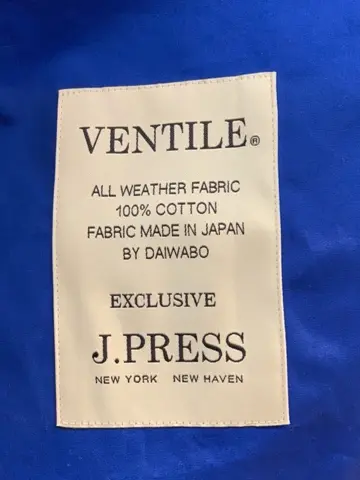 VENTILE®
ALL WEATHER FABRIC
100% COTTON
FABRIC MADE IN JAPAN
BY DAIWABO
EXCLUSIVE
J.PRESS
NEW YORK NEW HAVEN